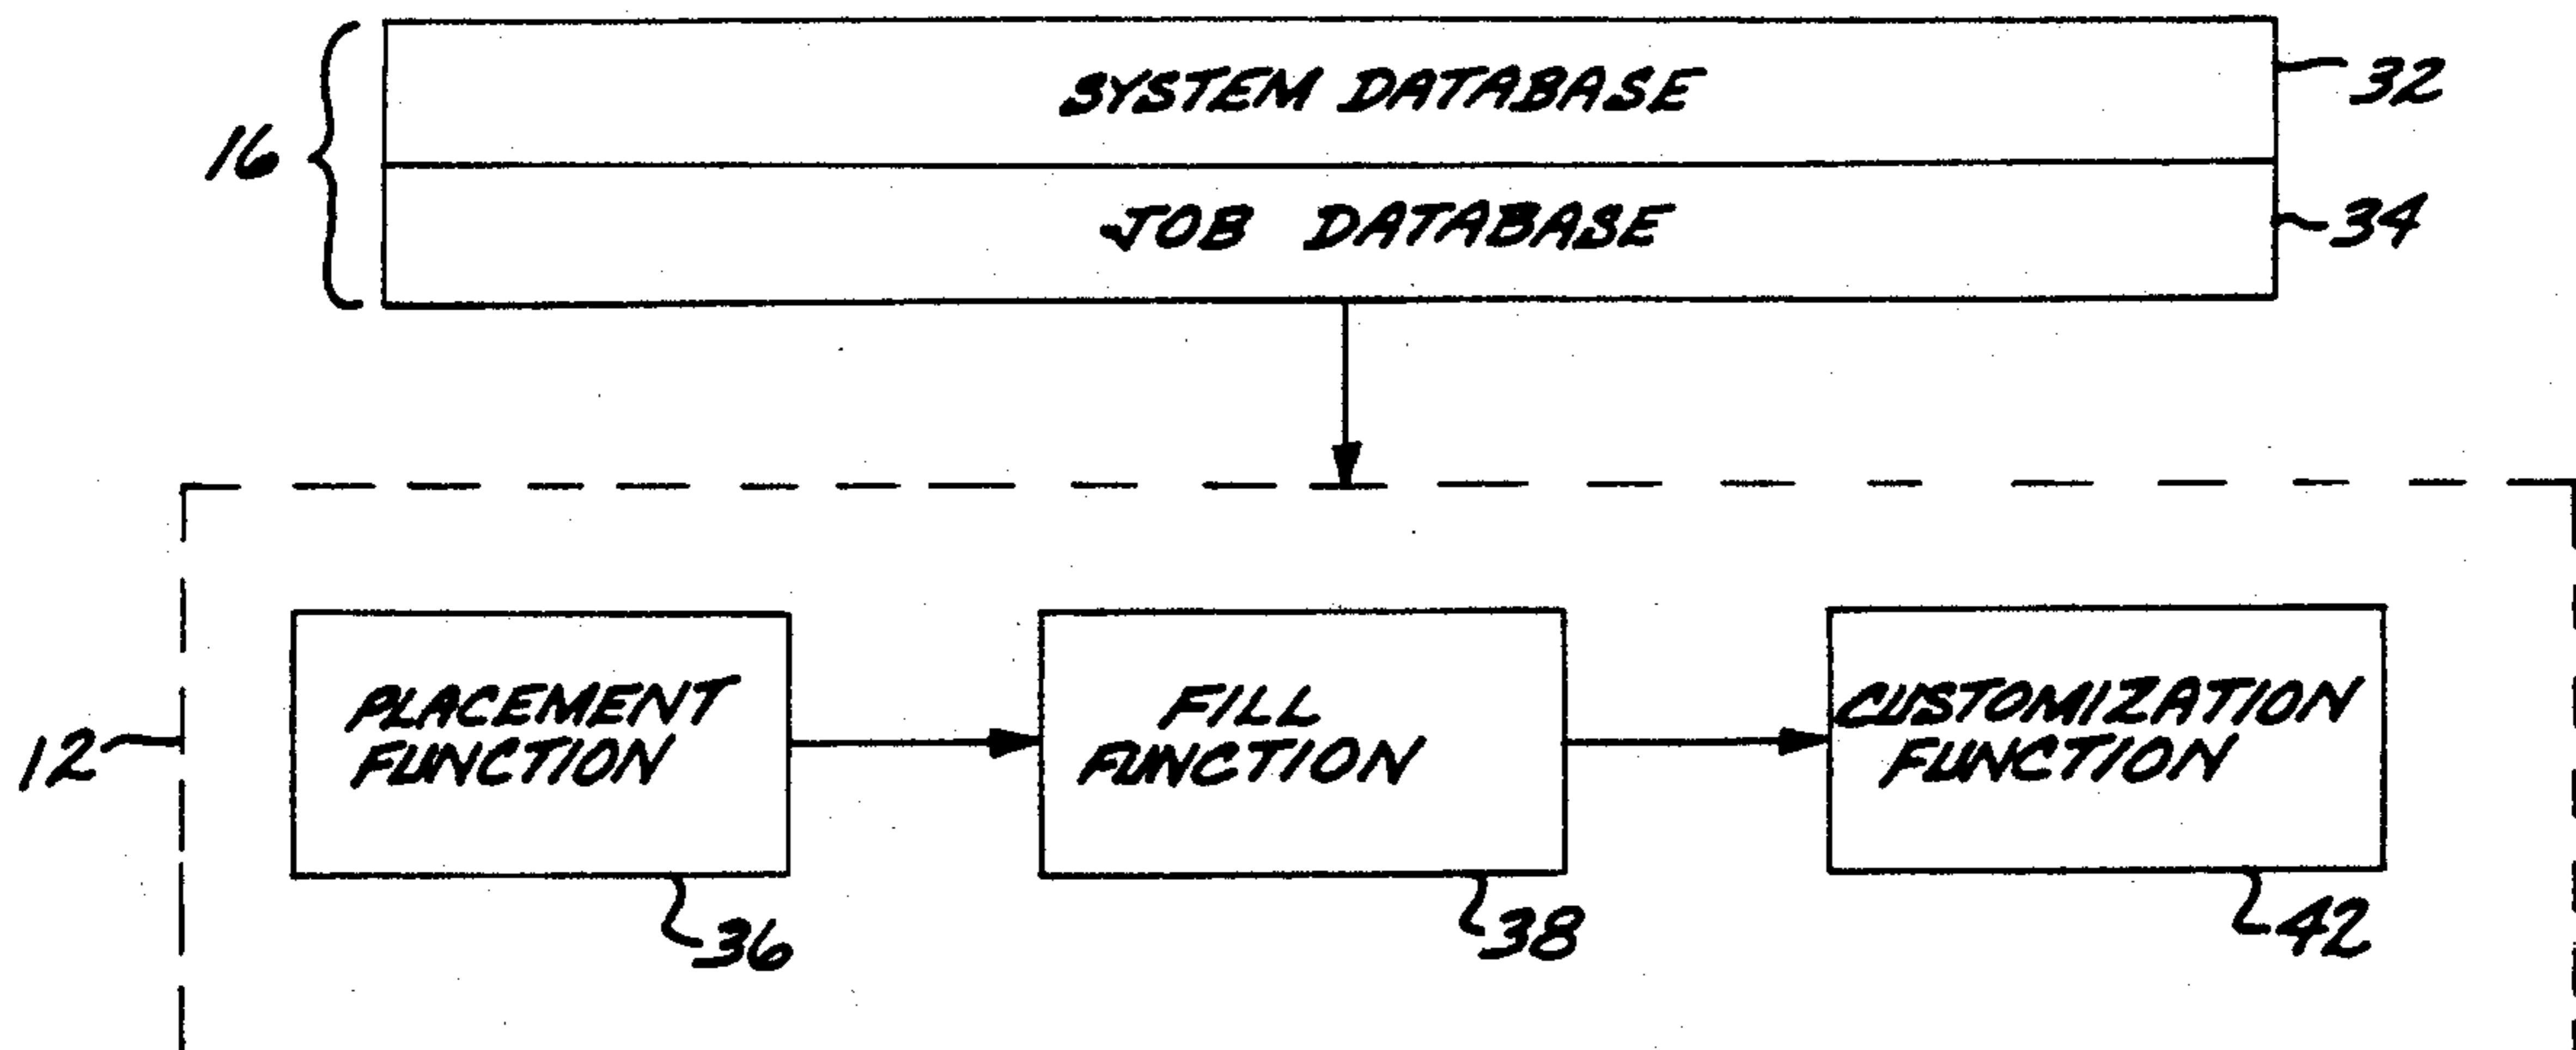 SYSTEM DATABASE
32
16
JOB DATABASE
34
12
PLACEMENT
FUNCTION
FILL
FUNCTION
CUSTOMIZATION
FUNCTION
36
38
42